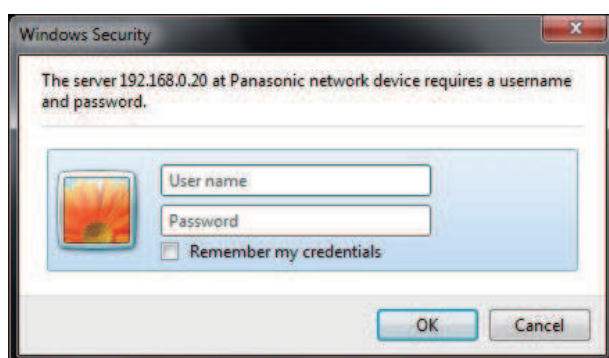 Windows Security
x
The server 192.168.0.20 at Panasonic network device requires a username
and password.
User name
Password
Remember my credentials
OK
Cancel